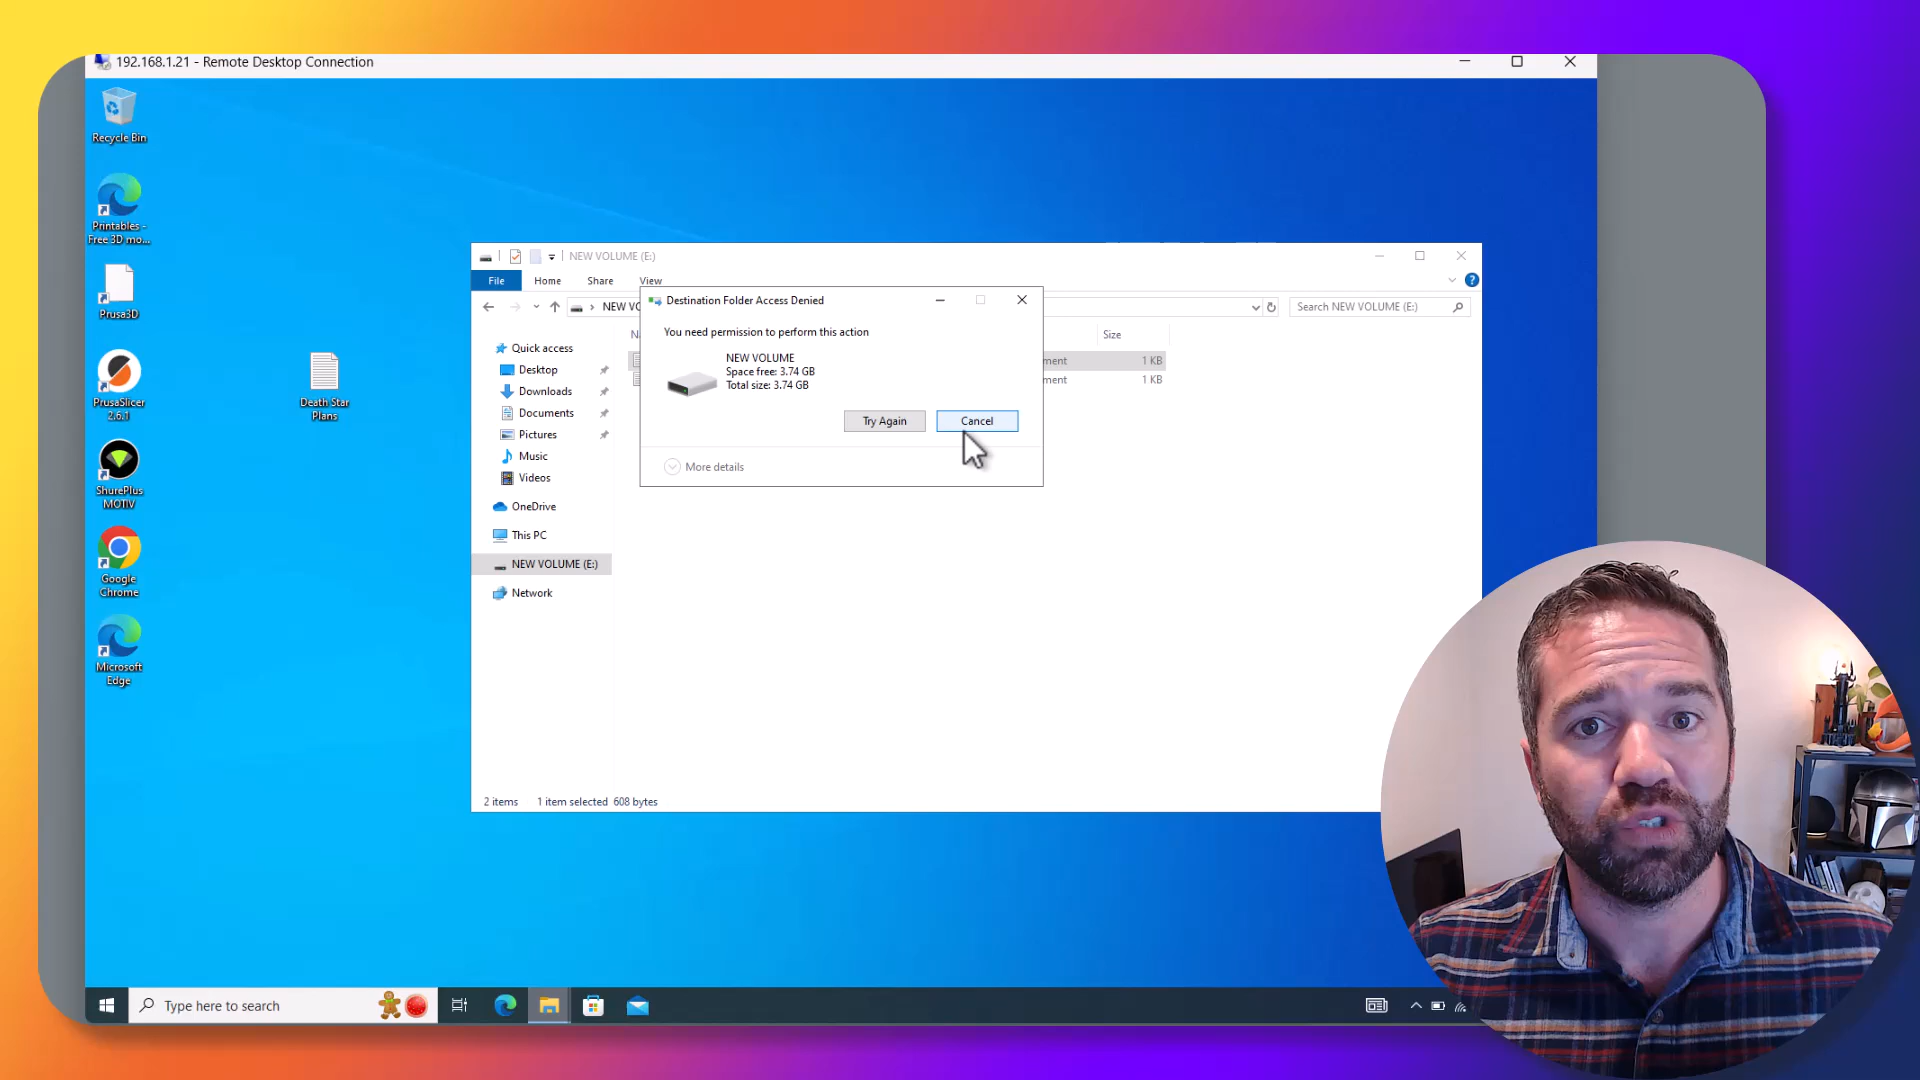 192.168.1.21 - Remote Desktop Connection
Recycle Bin
Printables -
Free 3D mo...
Prusa3D
PrusaSlicer
2.6.1
ShurePlus
MOTIV
Google
Chrome
Microsoft
Edge
Death Star
Plans
NEW VOLUME (E:)
File
Home
Share
View
NEW VO
Search NEW VOLUME (E:)
Quick access
Desktop
Downloads
Documents
Pictures
Music
Videos
OneDrive
This PC
NEW VOLUME (E:)
Network
Size
ment 1 KB
ment 1 KB
Destination Folder Access Denied
You need permission to perform this action
NEW VOLUME
Space free: 3.74 GB
Total size: 3.74 GB
Try Again
Cancel
More details
2 items 1 item selected 608 bytes
Type here to search